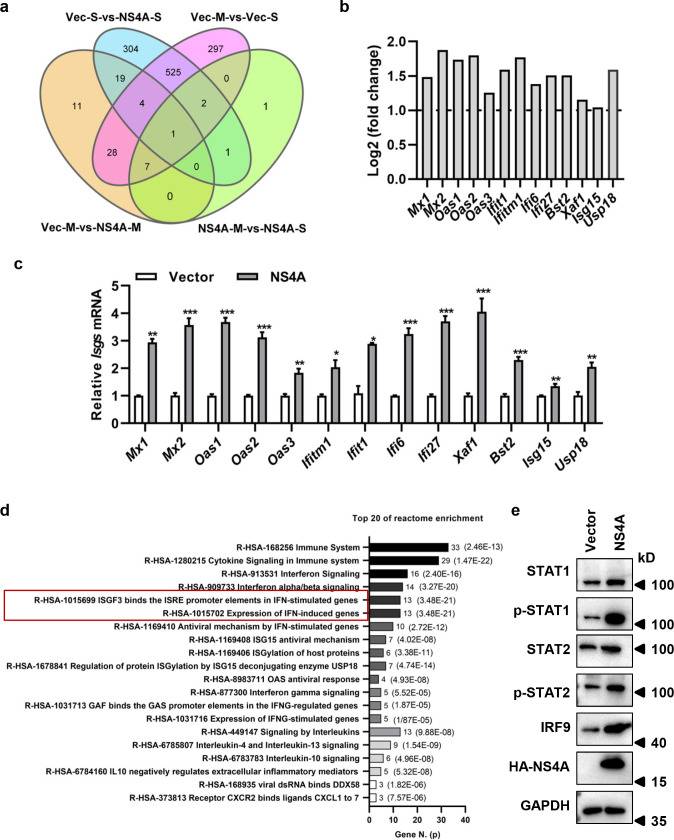 a
Vec-S-vs-NS4A-S
Vec-M-vs-Vec-S
304
297
19
525
0
11
4
2
1
1
28
7
0
1
0
Vec-M-vs-NS4A-M
NS4A-M-vs-NS4A-S
b
Log2 (fold change)
2.0
1.5
1.0
0.5
0.0
Mx1
Mx2
Oas1
Oas2
Oas3
Ifit1
Ifitm1
Ifi6
Ifi27
Bst2
Xaf1
Isg15
Usp18
c
Vector
NS4A
Relative Isgs mRNA
5
4
3
2
1
0
**
***
***
***
**
*
*
***
***
***
***
**
**
Mx1
Mx2
Oas1
Oas2
Oas3
Ifitm1
Ifit1
Ifi6
Ifi27
Xaf1
Bst2
Isg15
Usp18
d
Top 20 of reactome enrichment
R-HSA-168256 Immune System 33 (2.46E-13)
R-HSA-1280215 Cytokine Signaling in Immune system 29 (1.47E-22)
R-HSA-913531 Interferon Signaling 16 (2.40E-16)
R-HSA-909733 Interferon alpha/beta signaling 14 (3.27E-20)
R-HSA-1015699 ISGF3 binds the ISRE promoter elements in IFN-stimulated genes 13 (3.48E-21)
R-HSA-1015702 Expression of IFN-induced genes 13 (3.48E-21)
R-HSA-1169410 Antiviral mechanism by IFN-stimulated genes 10 (2.72E-12)
R-HSA-1169408 ISG15 antiviral mechanism 7 (4.02E-08)
R-HSA-1169406 ISGylation of host proteins 6 (3.38E-11)
R-HSA-1678841 Regulation of protein ISGylation by ISG15 deconjugating enzyme USP18 7 (4.74E-14)
R-HSA-8983711 OAS antiviral response 4 (4.93E-08)
R-HSA-877300 Interferon gamma signaling 5 (5.52E-05)
R-HSA-1031713 GAF binds the GAS promoter elements in the IFNG-regulated genes 5 (1.87E-05)
R-HSA-1031716 Expression of IFNG-stimulated genes 5 (1/87E-05)
R-HSA-449147 Signaling by Interleukins 13 (9.88E-08)
R-HSA-6785807 Interleukin-4 and Interleukin-13 signaling 9 (1.54E-09)
R-HSA-6783783 Interleukin-10 signaling 6 (4.96E-08)
R-HSA-6784160 IL10 negatively regulates extracellular inflammatory mediators 5 (5.32E-08)
R-HSA-168935 viral dsRNA binds DDX58 3 (1.82E-06)
R-HSA-373813 Receptor CXCR2 binds ligands CXCL1 to 7 3 (7.57E-06)
0 10 20 30 40
Gene N. (p)
e
Vector
NS4A
kD
STAT1
100
p-STAT1
100
STAT2
100
p-STAT2
100
IRF9
40
HA-NS4A
15
GAPDH
35